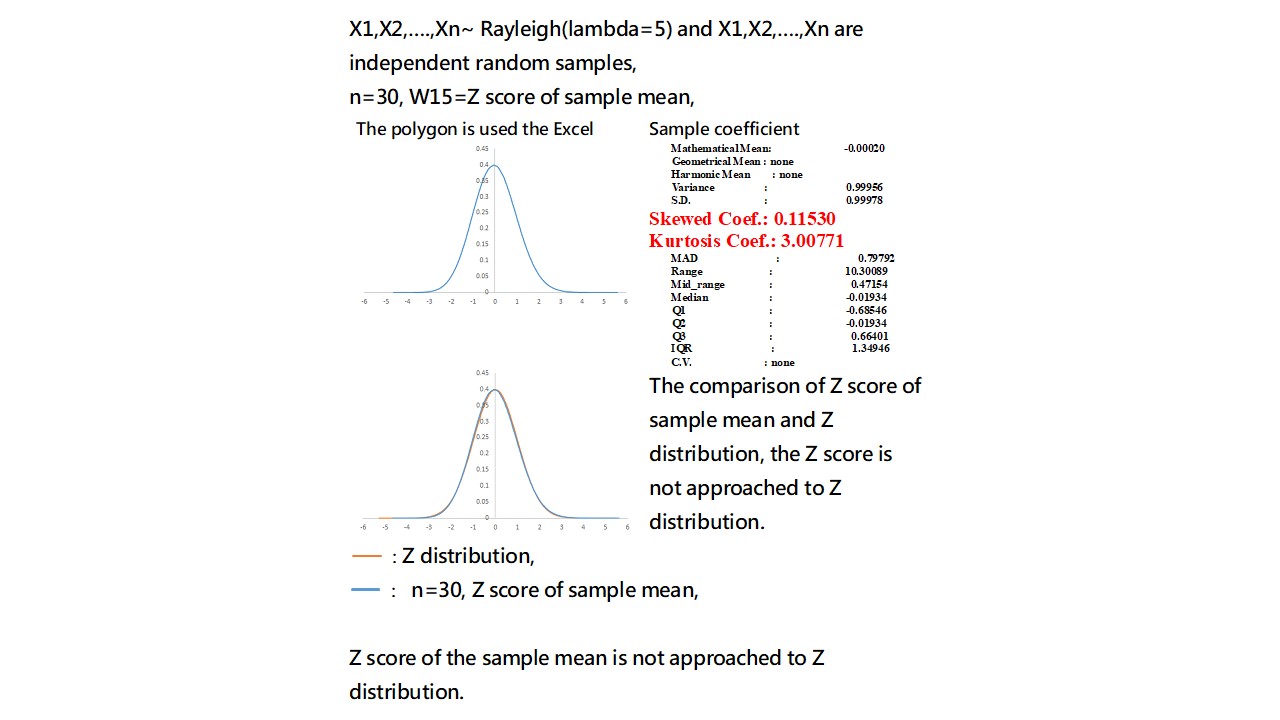 X1,X2,....,Xn~ Rayleigh(lambda=5) and X1,X2,....,Xn are
independent random samples,
n=30, W15=Z score of sample mean,
The polygon is used the Excel
0.45
0.4
0.35
0.3
0.25
0.2
0.15
0.1
0.05
0
-6 -5 -4 -3 -2 -1 0 1 2 3 4 5 6
Sample coefficient
Mathematical Mean: -0.00020
Geometrical Mean : none
Harmonic Mean : none
Variance : 0.99956
S.D. : 0.99978
Skewed Coef.: 0.11530
Kurtosis Coef.: 3.00771
MAD : 0.79792
Range : 10.30089
Mid_range : 0.47154
Median : -0.01934
Q1 : -0.68546
Q2 : -0.01934
Q3 : 0.66401
IQR : 1.34946
C.V. : none
0.45
0.4
0.35
0.3
0.25
0.2
0.15
0.1
0.05
0
-6 -5 -4 -3 -2 -1 0 1 2 3 4 5 6
The comparison of Z score of
sample mean and Z
distribution, the Z score is
not approached to Z
distribution.
: Z distribution,
: n=30, Z score of sample mean,
Z score of the sample mean is not approached to Z
distribution.